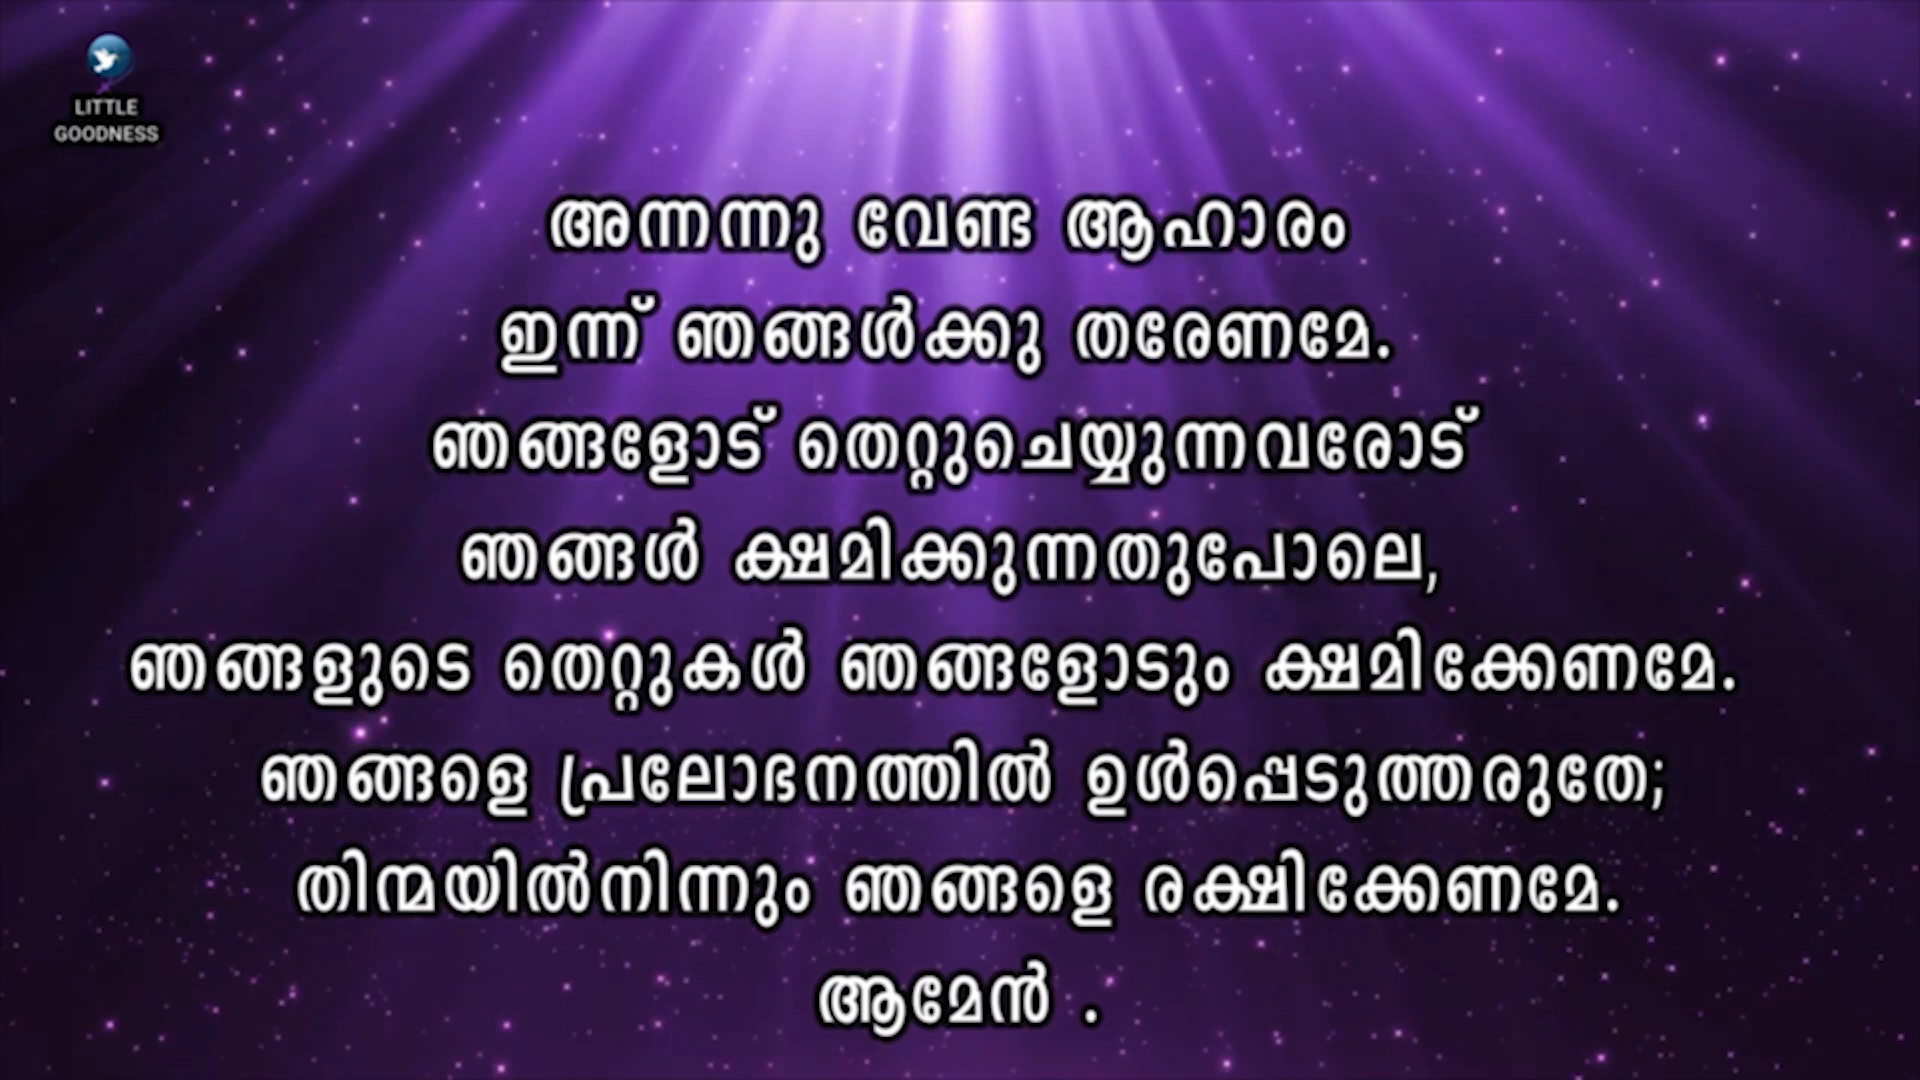 LITTLE
GOODNESS
അന്നന്നു വേണ്ട ആഹാരം
ഇന്ന് ഞങ്ങൾക്കു തരേണമേ.
ഞങ്ങളോട് തെറ്റുചെയ്യുന്നവരോട്
ഞങ്ങൾ ക്ഷമിക്കുന്നതുപോലെ,
ഞങ്ങളുടെ തെറ്റുകൾ ഞങ്ങളോടും ക്ഷമിക്കേണമേ.
ഞങ്ങളെ പ്രലോഭനത്തിൽ ഉൾപ്പെടുത്തരുതേ;
തിന്മയിൽനിന്നും ഞങ്ങളെ രക്ഷിക്കേണമേ.
ആമേൻ .